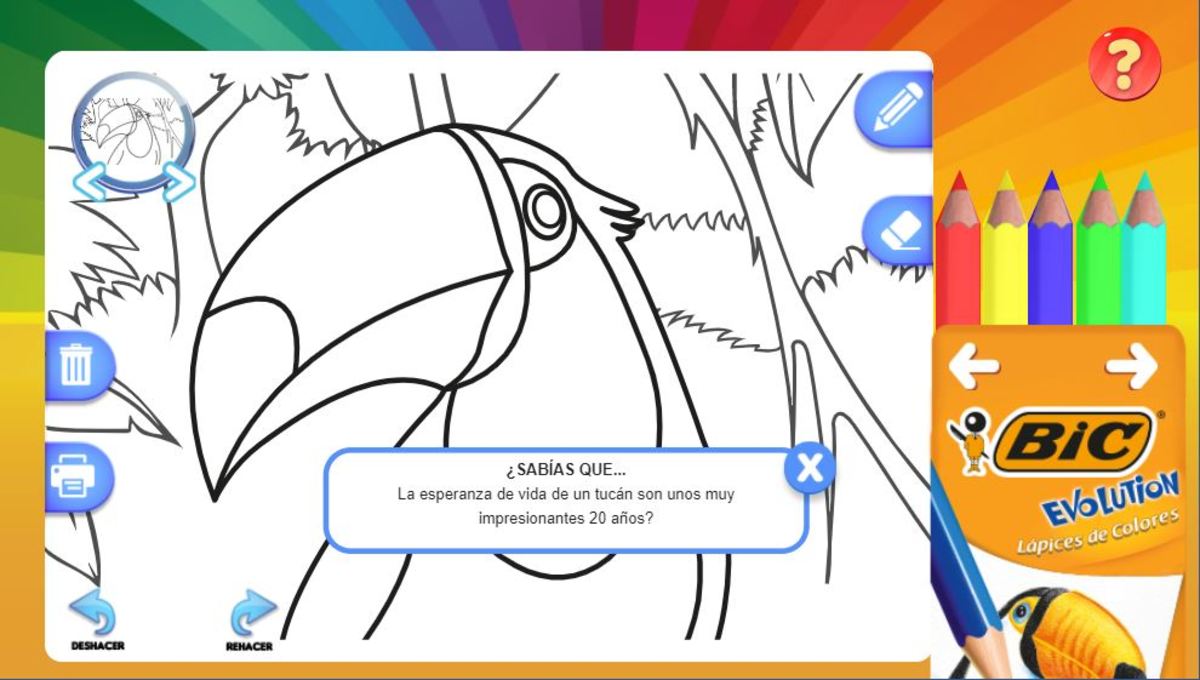 ¿SABÍAS QUE...
La esperanza de vida de un tucán son unos muy
impresionantes 20 años?
DESHACER
REHACER
?
BiC®
EVOLUTION
Lápices de Colores